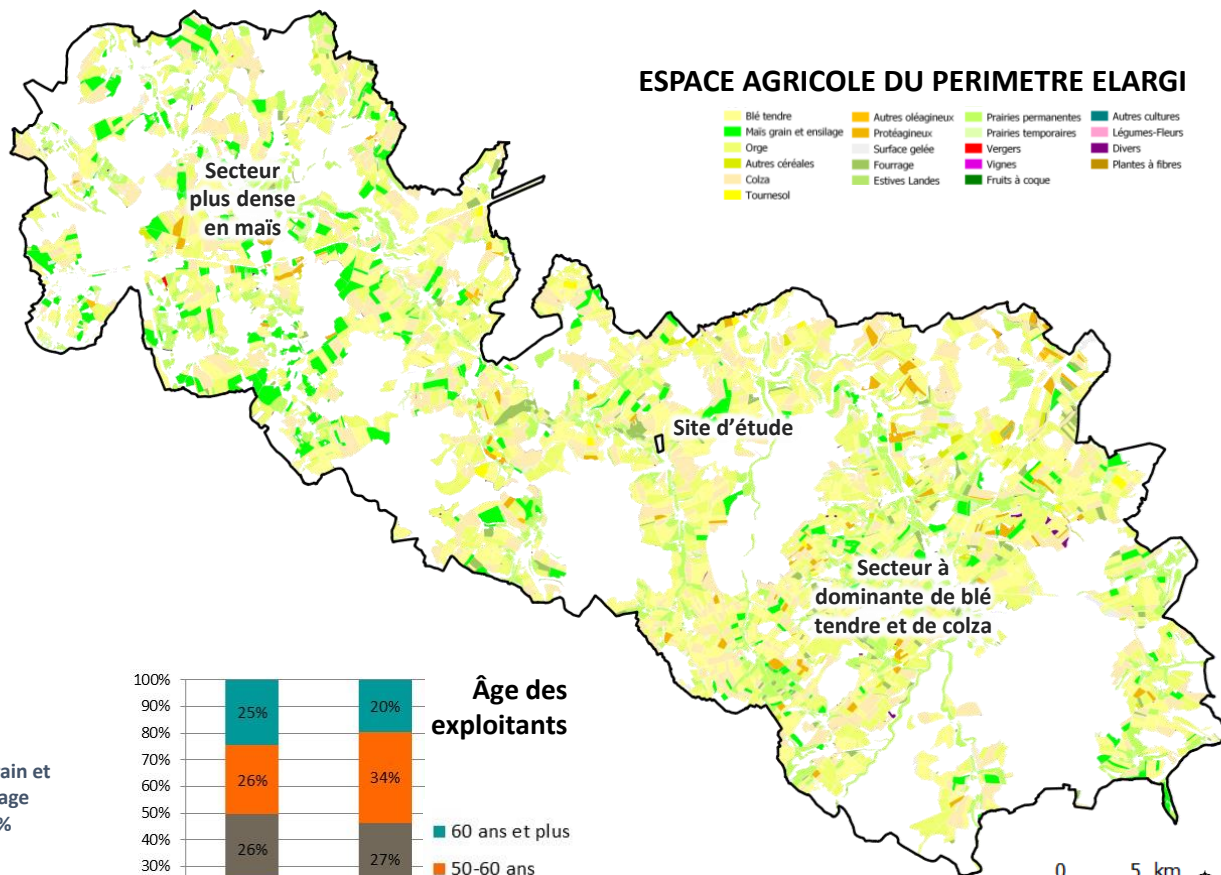 ESPACE AGRICOLE DU PERIMETRE ELARGI
Blé tendre
Maïs grain et ensilage
Orge
Autres céréales
Colza
Tournesol
Autres oléagineux
Protéagineux
Surface gelée
Fourrage
Estives Landes
Prairies permanentes
Prairies temporaires
Vergers
Vignes
Fruits à coque
Autres cultures
Légumes-Fleurs
Divers
Plantes à fibres
Secteur
plus dense
en maïs
Site d'étude
Secteur à
dominante de blé
tendre et de colza
Âge des
exploitants
100%
90%
80%
70%
60%
50%
40%
30%
25%
26%
26%
20%
34%
27%
60 ans et plus
50-60 ans
rain et
age
%
0 5 km